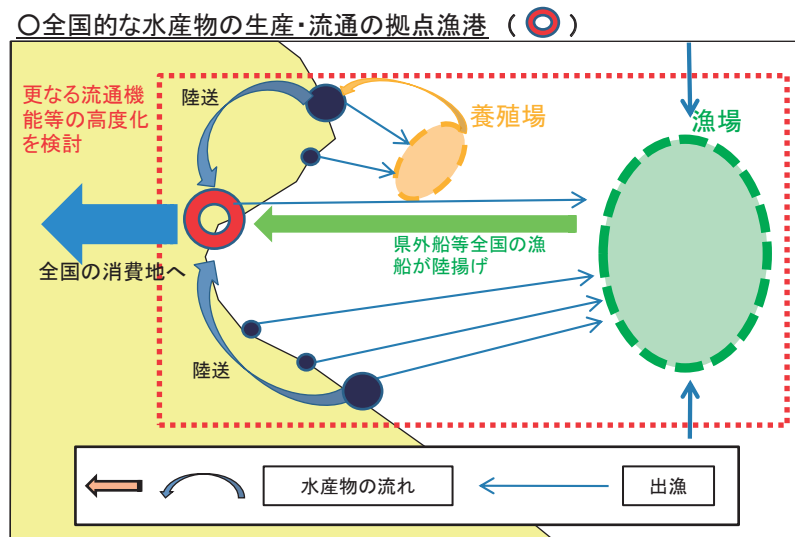 〇全国的な水産物の生産・流通の拠点漁港 （ ）
更なる流通機
能等の高度化
を検討
陸送
養殖場
漁場
県外船等全国の漁
船が陸揚げ
全国の消費地へ
陸送
水産物の流れ
出漁